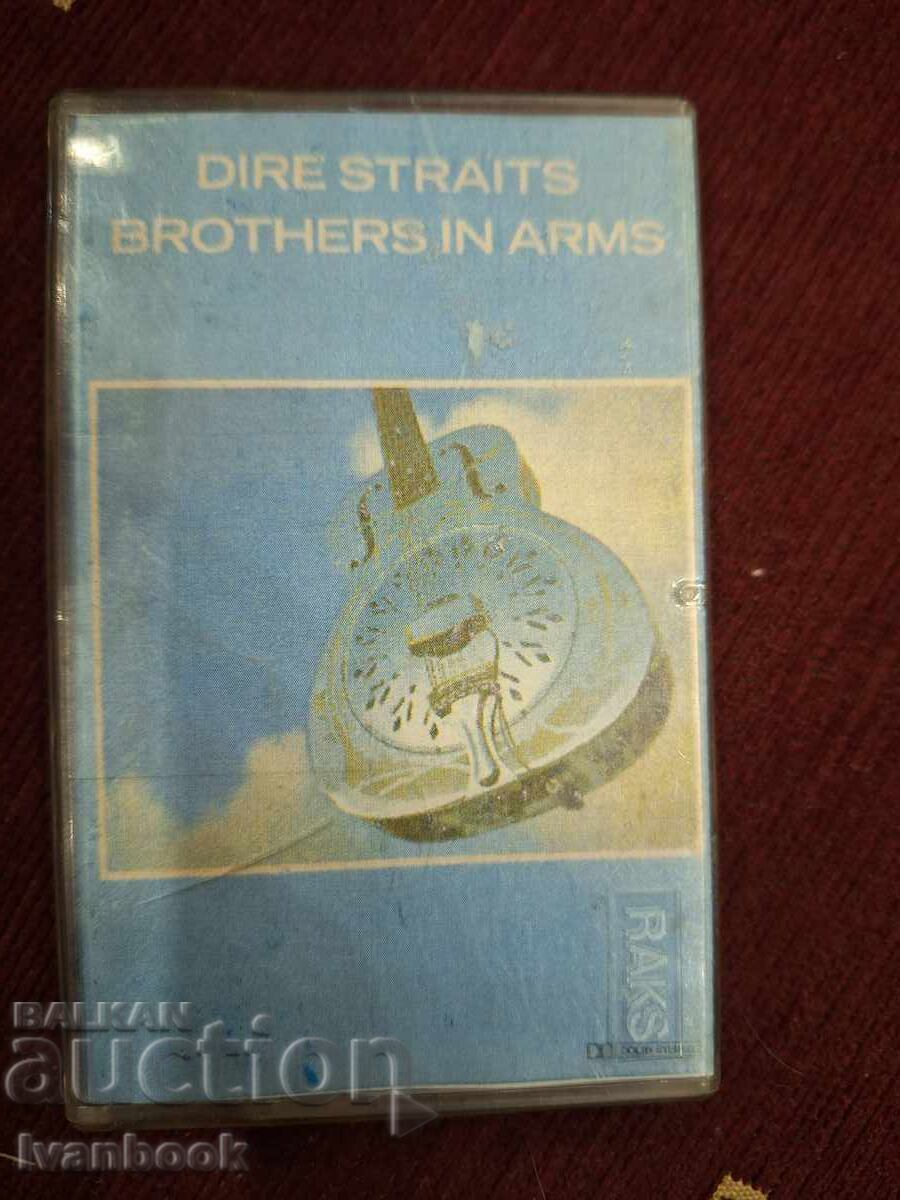 DIRE STRAITS
BROTHERS IN ARMS
RAKS
BALKAN
auction
Ivanbook